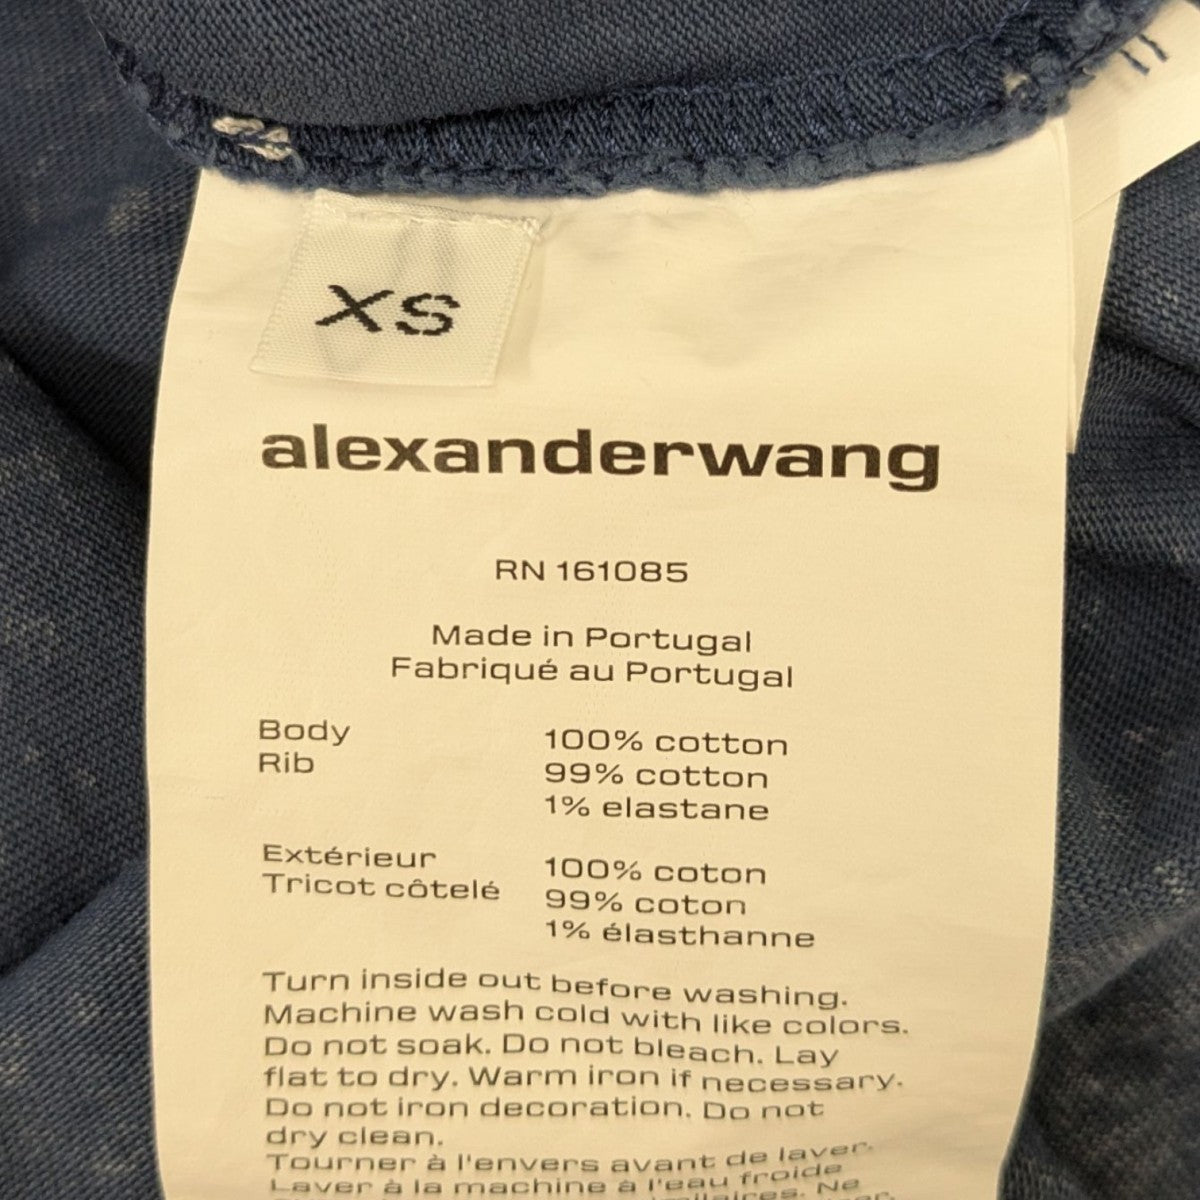 XS
alexanderwang
RN 161085
Made in Portugal
Fabriqué au Portugal
Body 100% cotton
Rib 99% cotton
1% elastane
Extérieur 100% coton
Tricot côtelé 99% coton
1% élasthanne
Turn inside out before washing.
Machine wash cold with like colors.
Do not soak. Do not bleach. Lay
flat to dry. Warm iron if necessary.
Do not iron decoration. Do not
dry clean.
Tourner à l'envers avant de laver.
Laver à la machine à l'eau froide
Ne